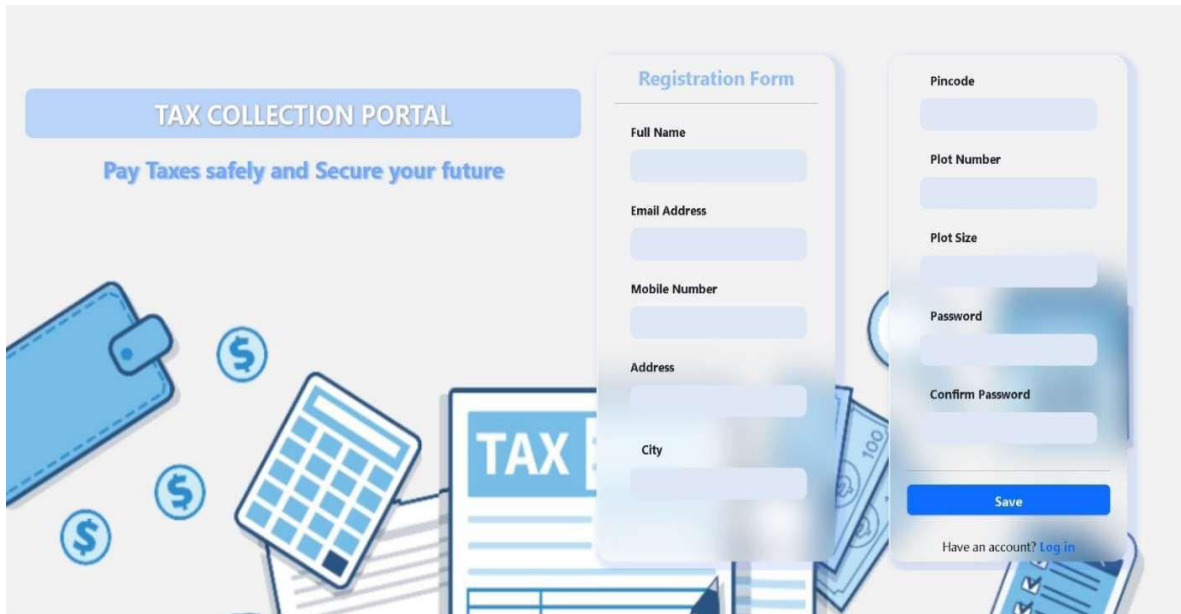 TAX COLLECTION PORTAL
Pay Taxes safely and Secure your future
Registration Form
Full Name
Email Address
Mobile Number
Address
City
Pincode
Plot Number
Plot Size
Password
Confirm Password
Save
Have an account? Log in
TAX
100